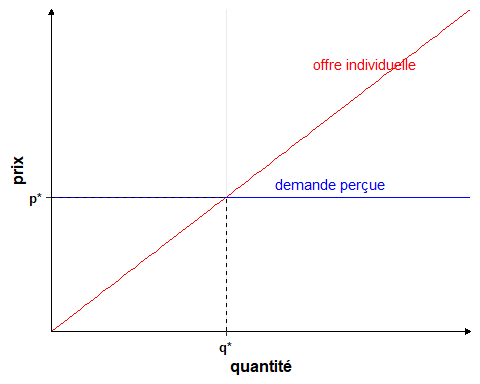 offre individuelle
demande perçue
prix
p*
q*
quantité